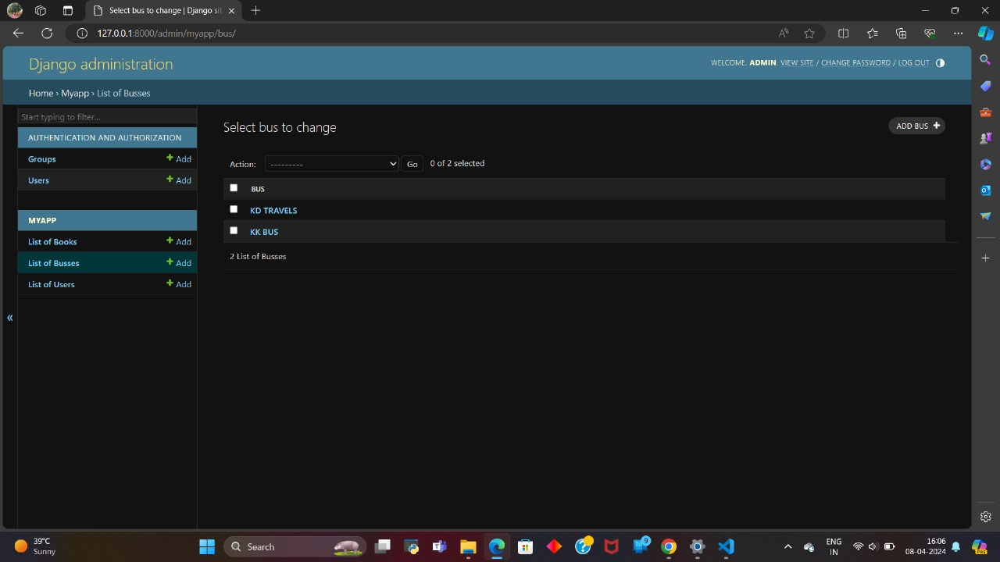 Select bus to change | Django sit
127.0.0.1:8000/admin/myapp/bus/
Django administration
WELCOME, ADMIN. VIEW SITE / CHANGE PASSWORD / LOG OUT
Home › Myapp › List of Busses
Start typing to filter...
AUTHENTICATION AND AUTHORIZATION
Groups + Add
Users + Add
MYAPP
List of Books + Add
List of Busses + Add
List of Users + Add
«
Select bus to change
ADD BUS +
Action: --------- Go 0 of 2 selected
BUS
KD TRAVELS
KK BUS
2 List of Busses
39°C
Sunny
Search
9
ENG
IN
16:06
08-04-2024
PRE